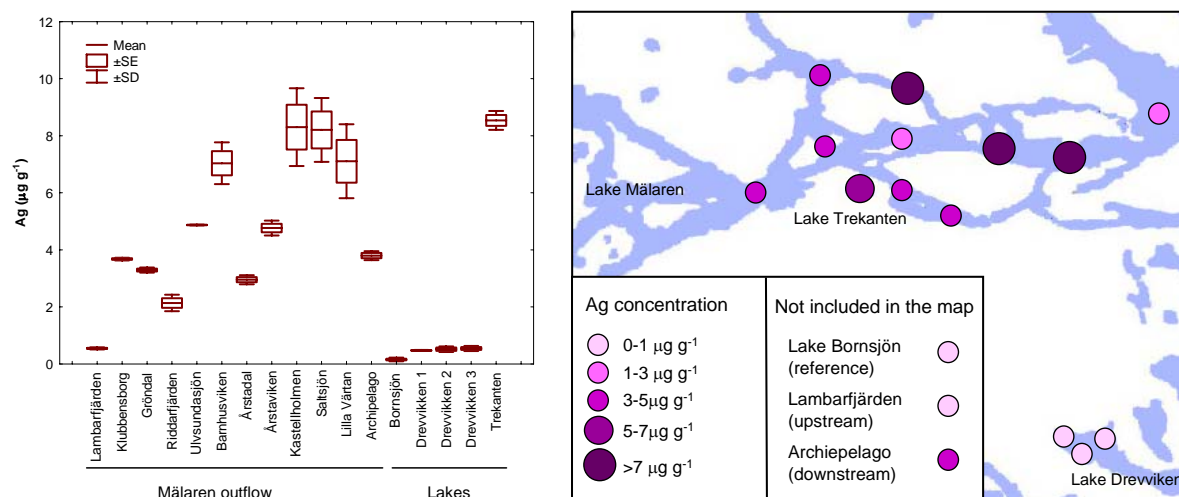 12
10
8
6
4
2
0
Ag (µg g-1)
Mean
±SE
±SD
Lambarfjärden
Klubbensborg
Gröndal
Riddarfjärden
Ulvsundasjön
Barnhusviken
Årstadal
Årstaviken
Kastellholmen
Saltsjön
Lilla Värtan
Archipelago
Bornsjön
Drevvikken 1
Drevvikken 2
Drevvikken 3
Trekanten
Mälaren outflow
Lakes
Lake Mälaren
Lake Trekanten
Lake Drevviken
Ag concentration
0-1 µg g-1
1-3 µg g-1
3-5µg g-1
5-7µg g-1
>7 µg g-1
Not included in the map
Lake Bornsjön
(reference)
Lambarfjärden
(upstream)
Archiepelago
(downstream)